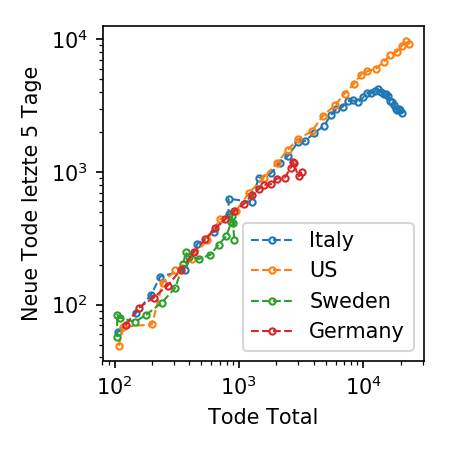 Neue Tode letzte 5 Tage
10⁴
10³
10²
Italy
US
Sweden
Germany
10² 10³ 10⁴
Tode Total